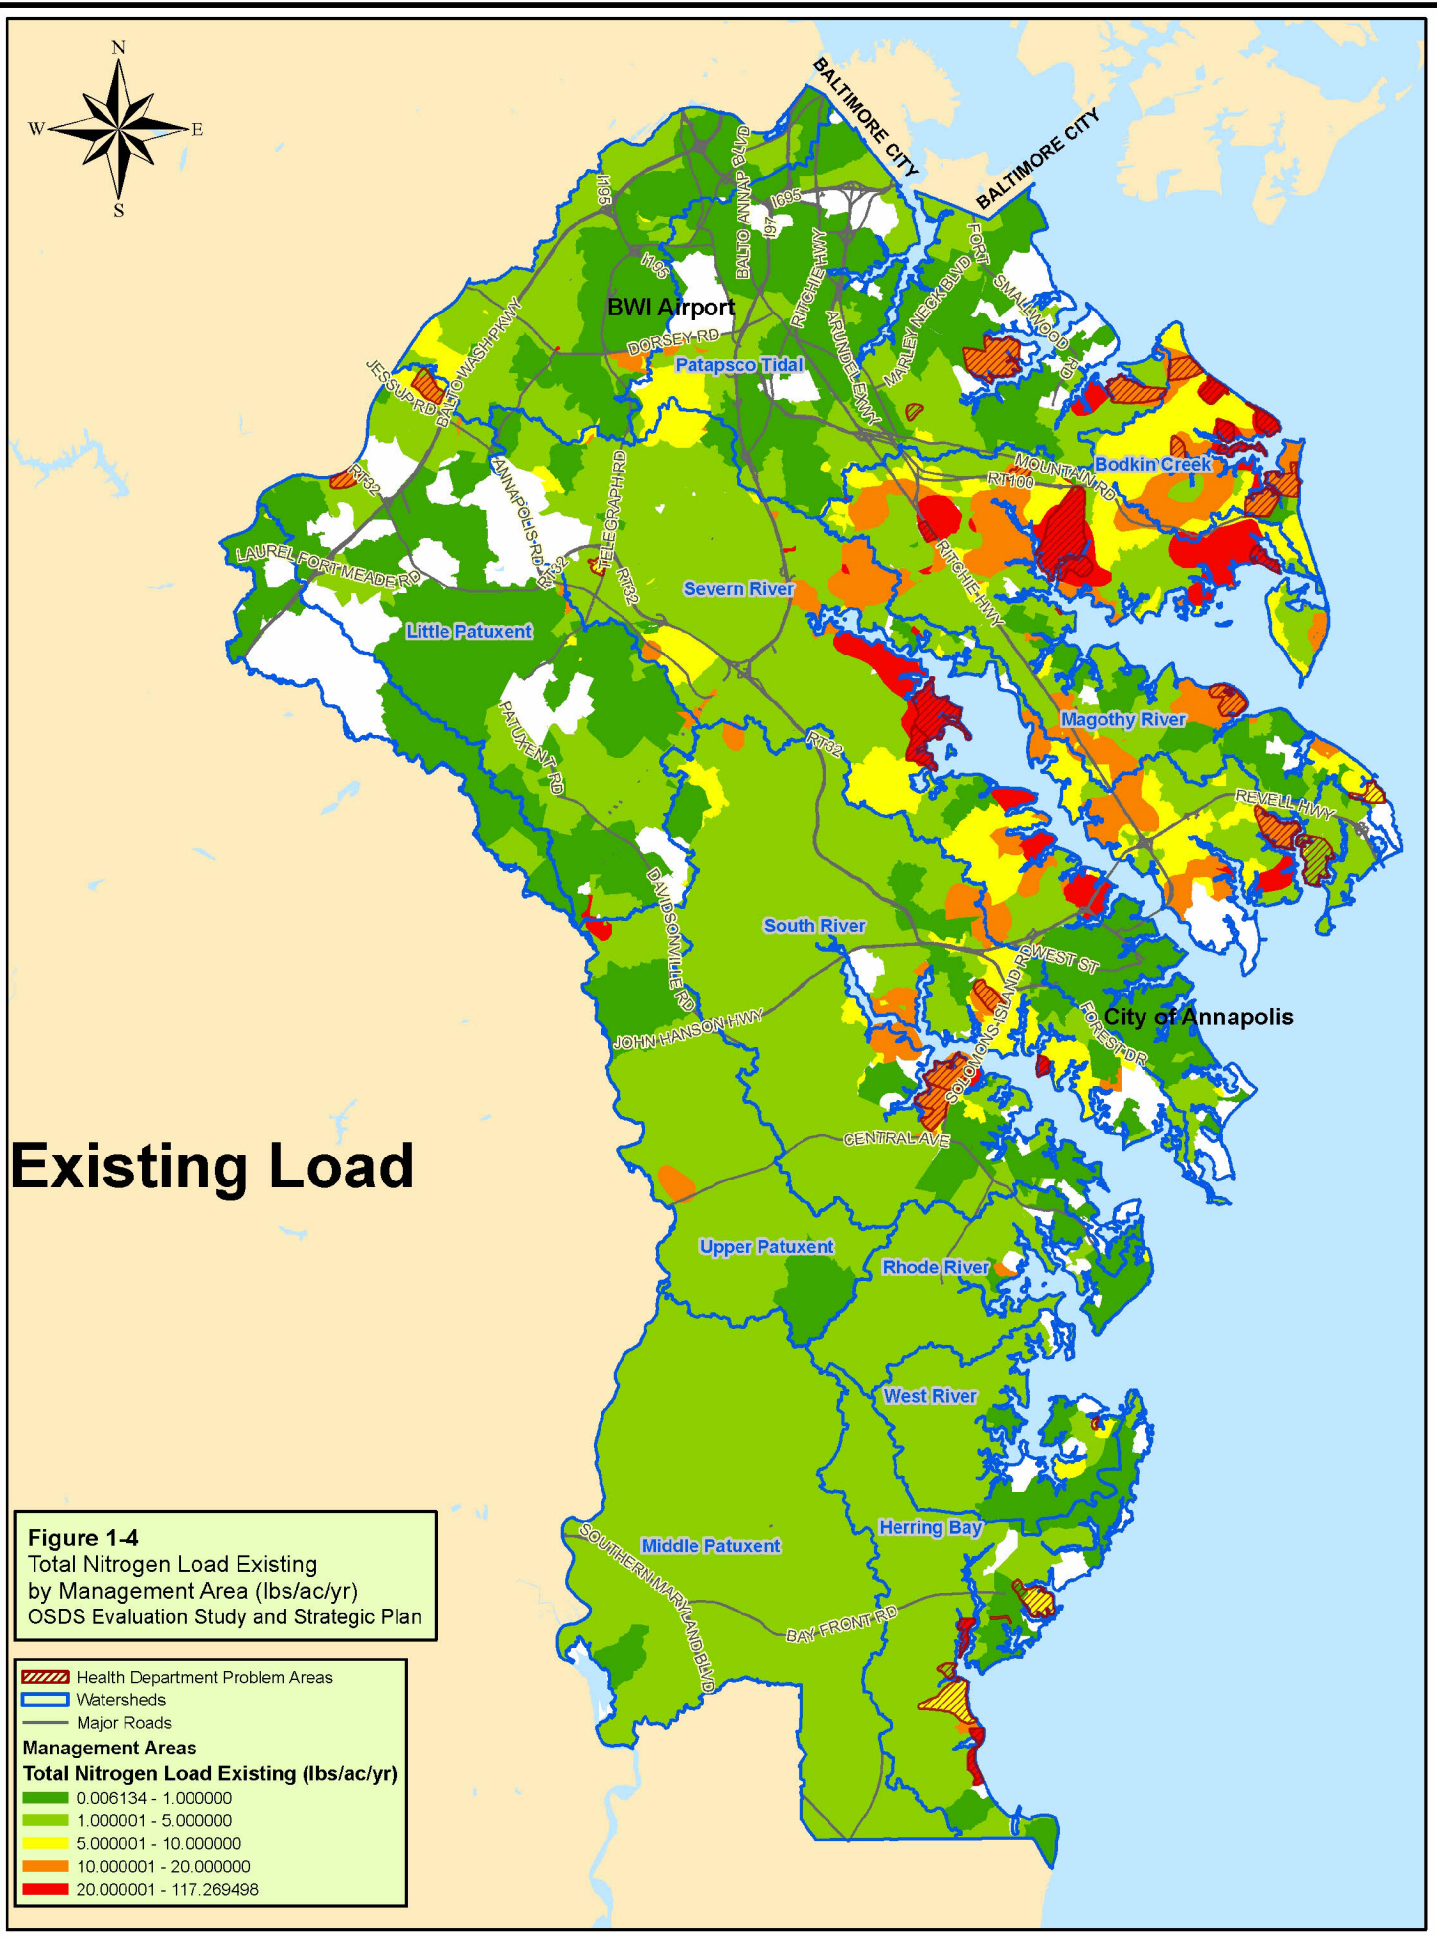 N
W E
S
BALTIMORE CITY
BALTIMORE CITY
I195
BALTO ANNAP BLVD
I695
I97
RITCHIE HWY
FORT SMALLWOOD RD
MARLEY NECK BLVD
I195
BWI Airport
DORSEY RD
Patapsco Tidal
ARUNDEL EXWY
JESSUP RD
BALTO WASH PKWY
Bodkin Creek
MOUNTAIN RD
RT100
RT32
ANNAPOLIS RD
TELEGRAPH RD
LAUREL FORT MEADE RD
RT32
RT32
RITCHIE HWY
Severn River
Little Patuxent
PATUXENT RD
RT32
Magothy River
REVELL HWY
DAVIDSONVILLE RD
South River
WEST ST
SOLOMONS ISLAND RD
City of Annapolis
FOREST DR
JOHN HANSON HWY
CENTRAL AVE
Existing Load
Upper Patuxent
Rhode River
West River
Herring Bay
Middle Patuxent
SOUTHERN MARYLAND BLVD
BAY FRONT RD
Figure 1-4
Total Nitrogen Load Existing
by Management Area (lbs/ac/yr)
OSDS Evaluation Study and Strategic Plan
Health Department Problem Areas
Watersheds
Major Roads
Management Areas
Total Nitrogen Load Existing (lbs/ac/yr)
0.006134 - 1.000000
1.000001 - 5.000000
5.000001 - 10.000000
10.000001 - 20.000000
20.000001 - 117.269498